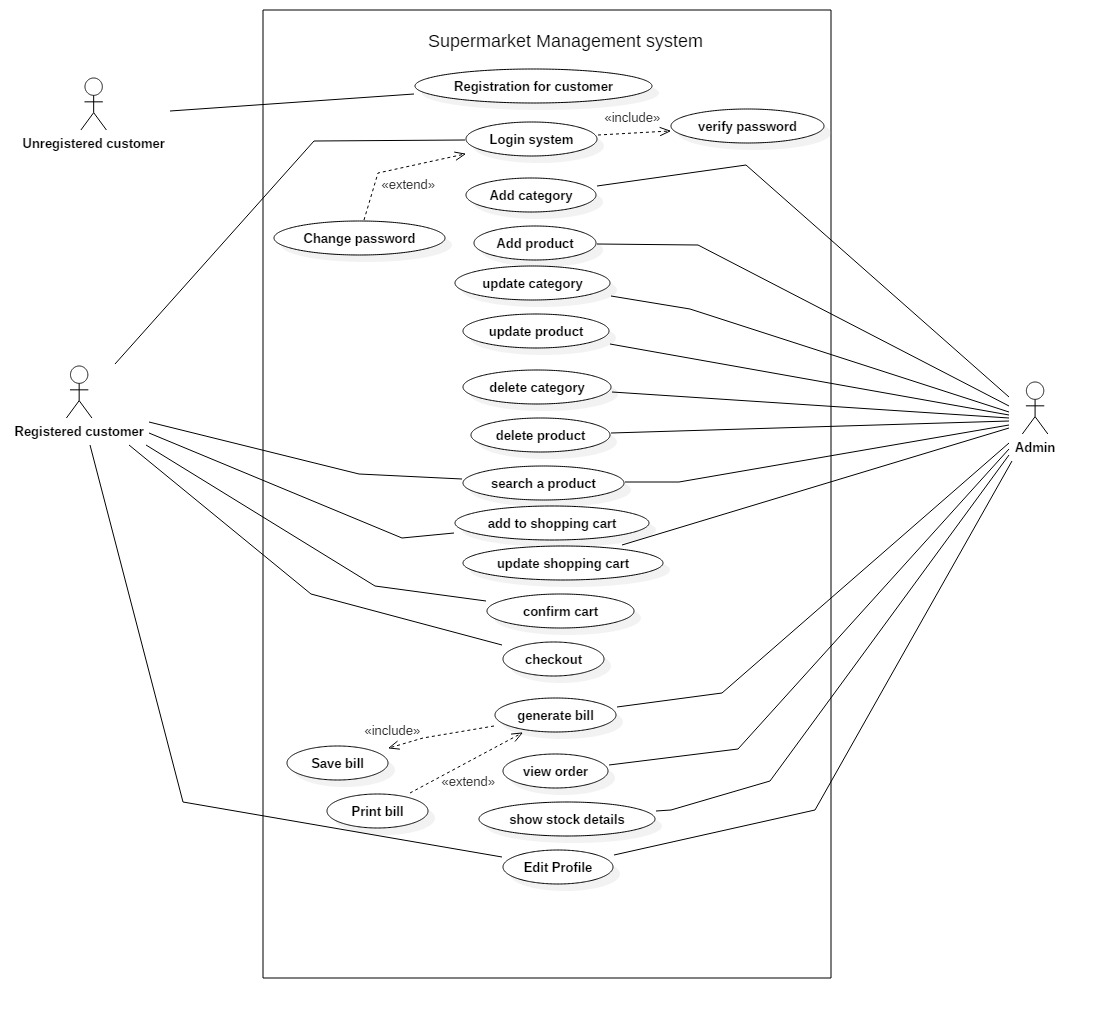 Supermarket Management system
Registration for customer
Unregistered customer
«include»
verify password
Login system
«extend»
Add category
Change password
Add product
update category
update product
delete category
delete product
Registered customer
Admin
search a product
add to shopping cart
update shopping cart
confirm cart
checkout
generate bill
«include»
Save bill
view order
«extend»
Print bill
show stock details
Edit Profile